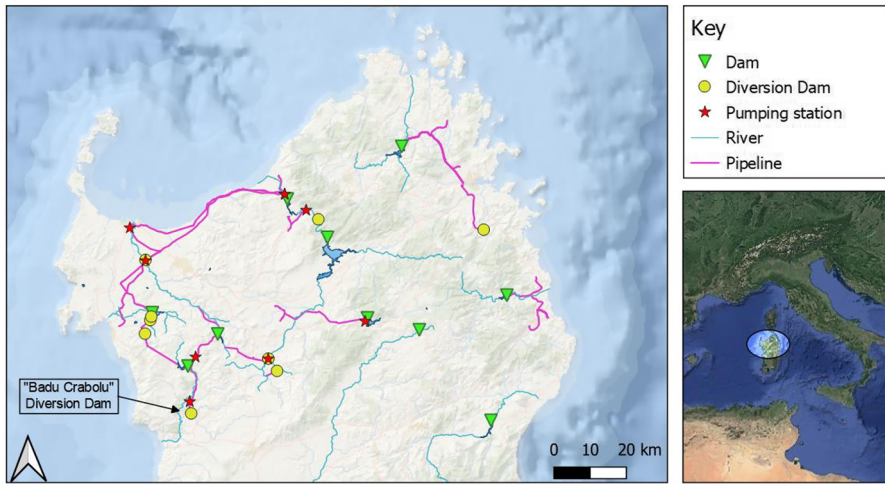 "Badu Crabolu"
Diversion Dam
0 10 20 km
Key
Dam
Diversion Dam
Pumping station
River
Pipeline